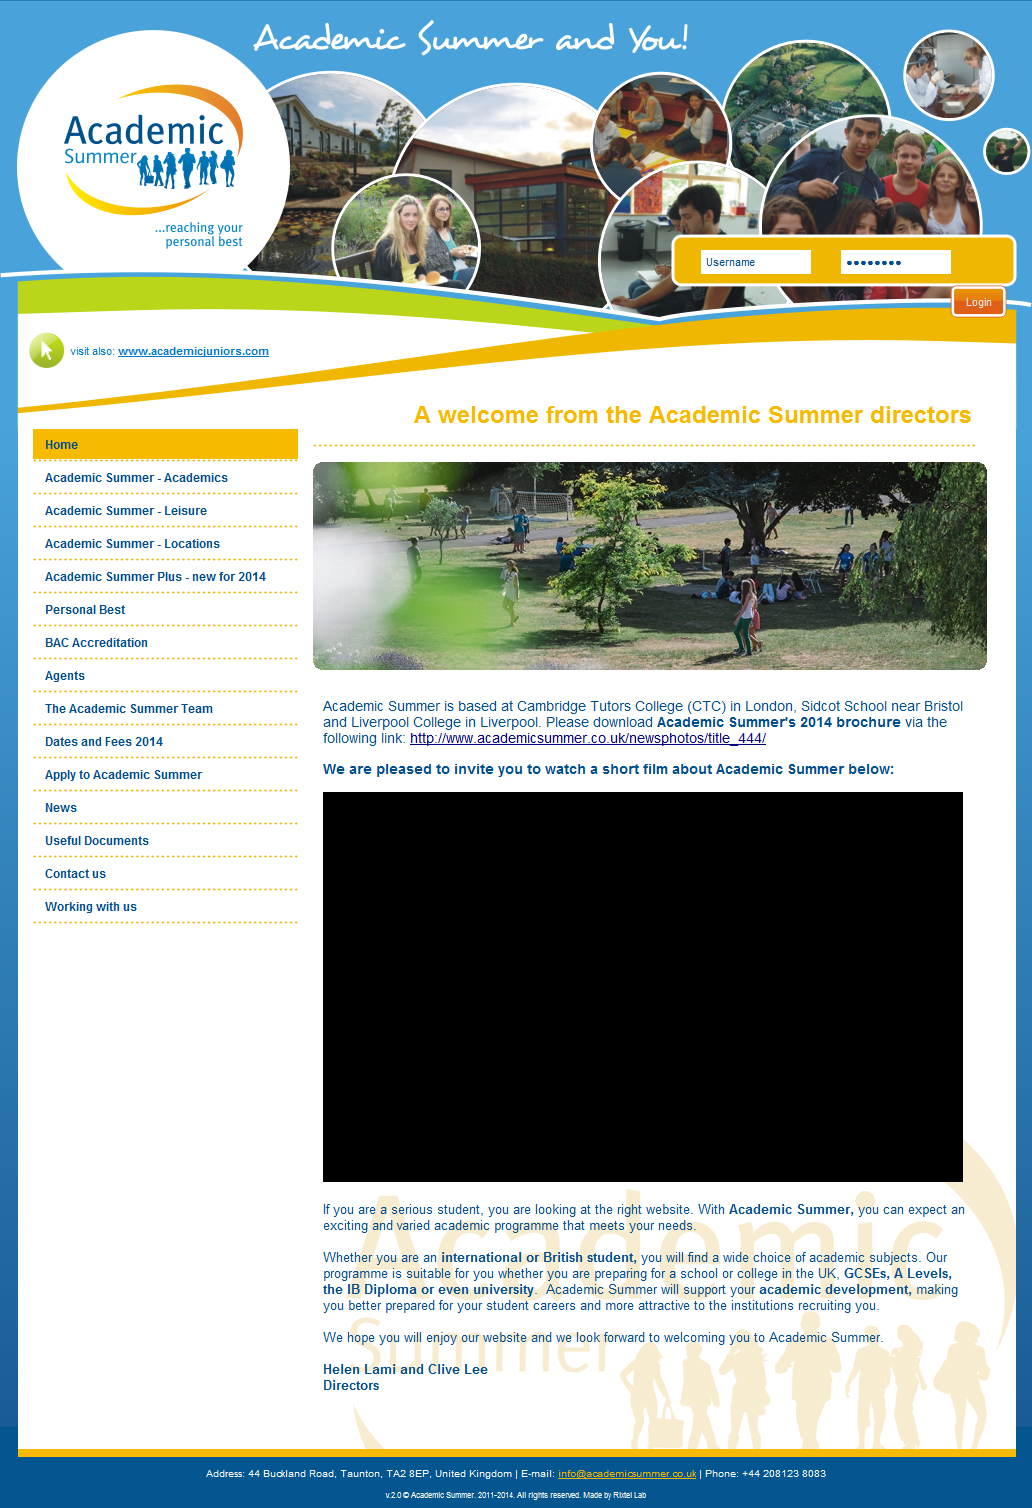 Academic Summer and You!
Academic
Summer
...reaching your
personal best
Username
Login
visit also: www.academicjuniors.com
A welcome from the Academic Summer directors
Home
Academic Summer - Academics
Academic Summer - Leisure
Academic Summer - Locations
Academic Summer Plus - new for 2014
Personal Best
BAC Accreditation
Agents
The Academic Summer Team
Dates and Fees 2014
Apply to Academic Summer
News
Useful Documents
Contact us
Working with us
Academic Summer is based at Cambridge Tutors College (CTC) in London, Sidcot School near Bristol
and Liverpool College in Liverpool. Please download Academic Summer's 2014 brochure via the
following link: http://www.academicsummer.co.uk/newsphotos/title_444/
We are pleased to invite you to watch a short film about Academic Summer below:
If you are a serious student, you are looking at the right website. With Academic Summer, you can expect an
exciting and varied academic programme that meets your needs.
Whether you are an international or British student, you will find a wide choice of academic subjects. Our
programme is suitable for you whether you are preparing for a school or college in the UK, GCSEs, A Levels,
the IB Diploma or even university. Academic Summer will support your academic development, making
you better prepared for your student careers and more attractive to the institutions recruiting you.
We hope you will enjoy our website and we look forward to welcoming you to Academic Summer.
Helen Lami and Clive Lee
Directors
Academic
Summer
Address: 44 Buckland Road, Taunton, TA2 8EP, United Kingdom | E-mail: info@academicsummer.co.uk | Phone: +44 208123 8083
v.2.0 © Academic Summer. 2011-2014. All rights reserved. Made by Rixtel Lab